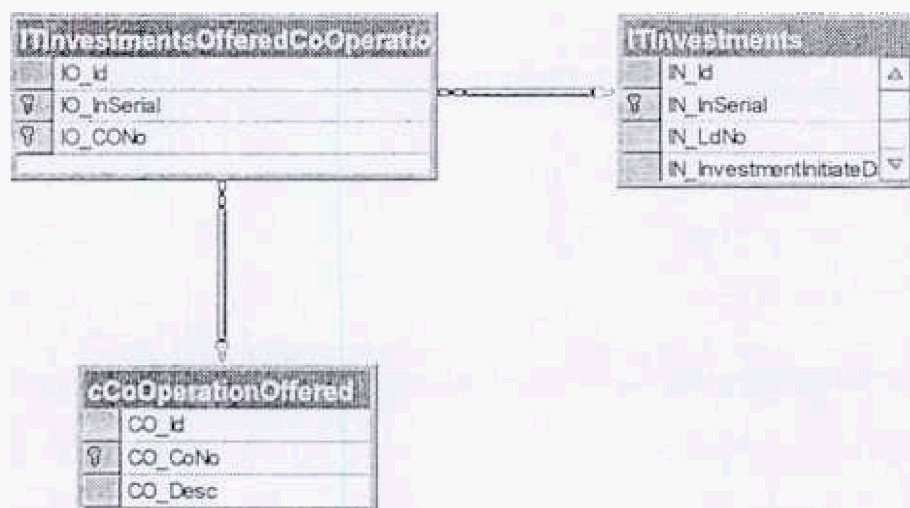 ITInvestmentsOfferedCoOperatio
IO_Id
IO_InSerial
IO_CONo
ITInvestments
IN_Id
IN_InSerial
IN_LdNo
IN_InvestmentInitiateD
cCoOperationOffered
CO_Id
CO_CoNo
CO_Desc